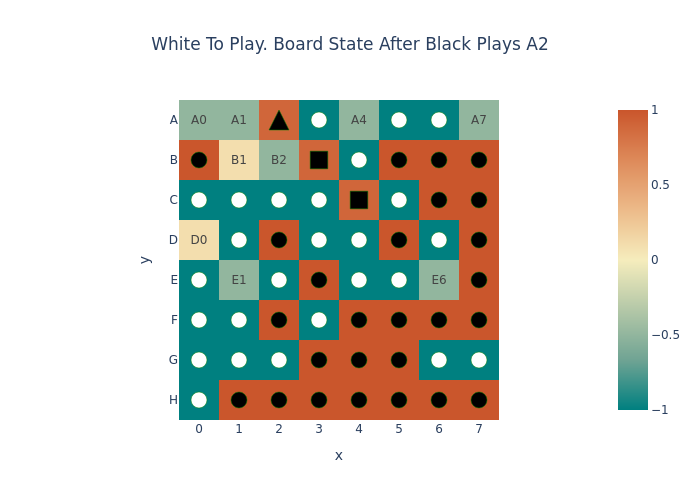 White To Play. Board State After Black Plays A2
A A0 A1 A4 A7
B B1 B2
C
D D0
E E1 E6
F
G
H
0 1 2 3 4 5 6 7
x
y
1
0.5
0
−0.5
−1